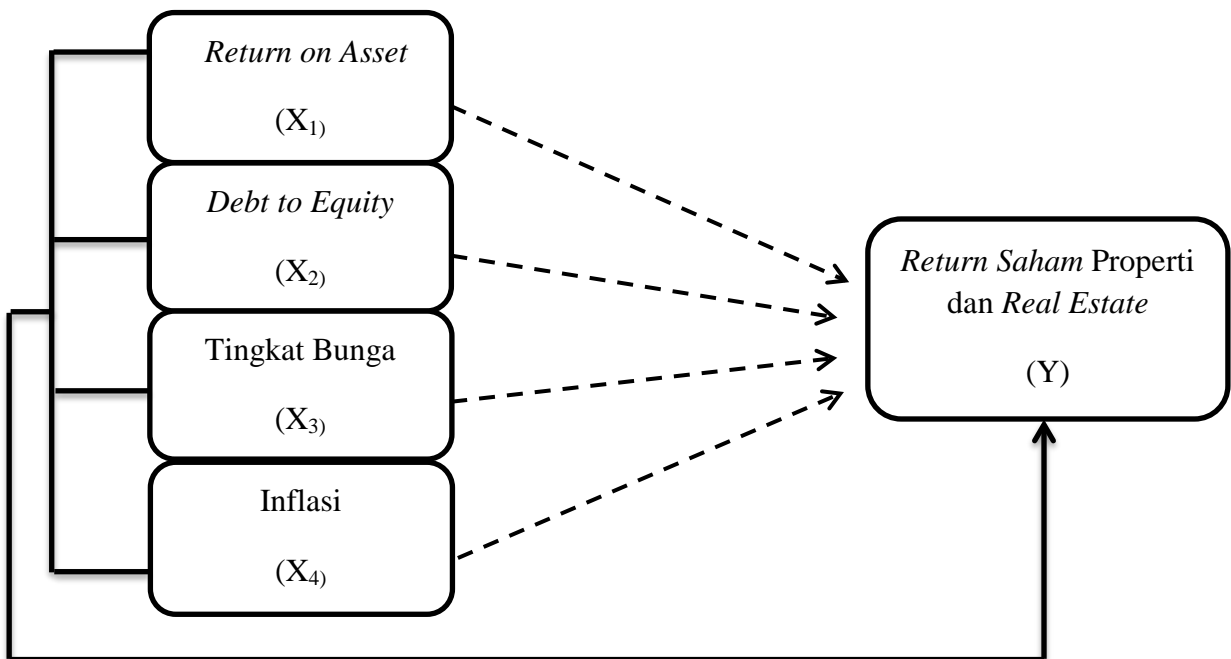 Return on Asset
(X₁)
Debt to Equity
(X₂)
Tingkat Bunga
(X₃)
Inflasi
(X₄)
Return Saham Properti
dan Real Estate
(Y)